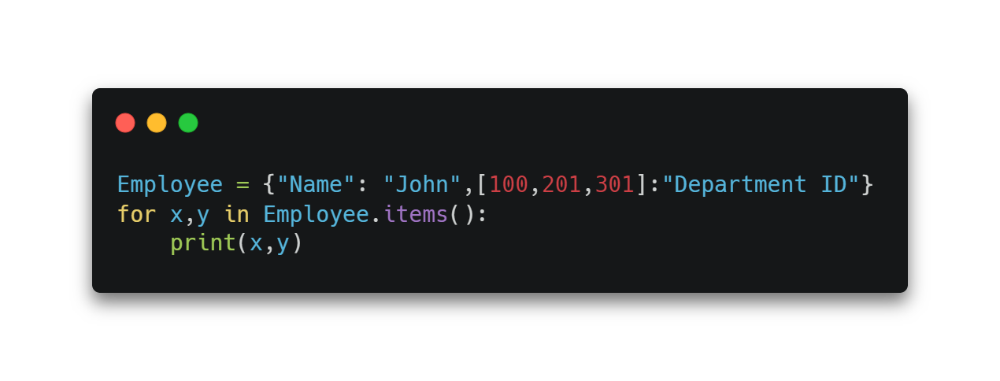 Employee = {"Name": "John",[100,201,301]:"Department ID"}
for x,y in Employee.items():
    print(x,y)